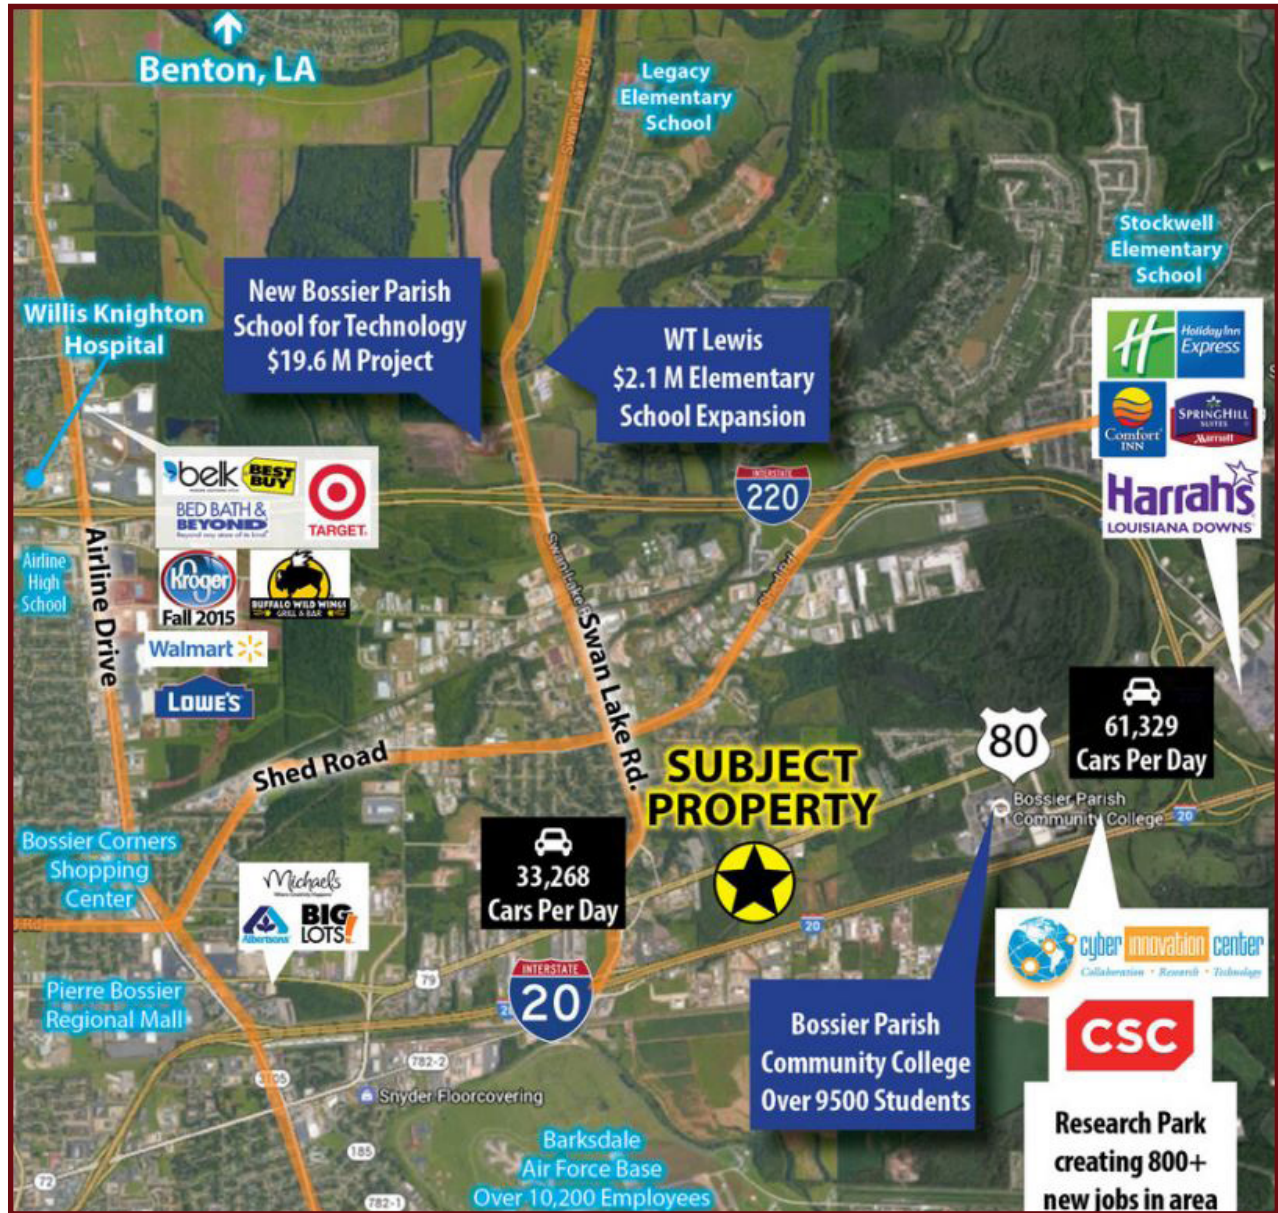 Benton, LA
Swan Lake Rd
Legacy
Elementary
School
Stockwell
Elementary
School
Willis Knighton
Hospital
New Bossier Parish
School for Technology
$19.6 M Project
WT Lewis
$2.1 M Elementary
School Expansion
Holiday Inn
Express
Comfort
INN
SPRINGHILL
SUITES
Marriott
Harrah's
LOUISIANA DOWNS
belk
BEST
BUY
BED BATH &
BEYOND
TARGET
INTERSTATE
220
Airline
High
School
Airline Drive
Kroger
Fall 2015
BUFFALO WILD WINGS
GRILL & BAR
Walmart
LOWE'S
Swan Lake Rd.
Shed Rd
Shed Road
SUBJECT
PROPERTY
80
61,329
Cars Per Day
Bossier Parish
Community College
20
Bossier Corners
Shopping
Center
Michaels
Albertsons
BIG
LOTS!
33,268
Cars Per Day
20
79
INTERSTATE
20
cyber innovation center
Collaboration • Research • Technology
Pierre Bossier
Regional Mall
CSC
Bossier Parish
Community College
Over 9500 Students
782-2
3105
Snyder Floorcovering
Research Park
creating 800+
new jobs in area
Barksdale
Air Force Base
Over 10,200 Employees
185
72
782-1